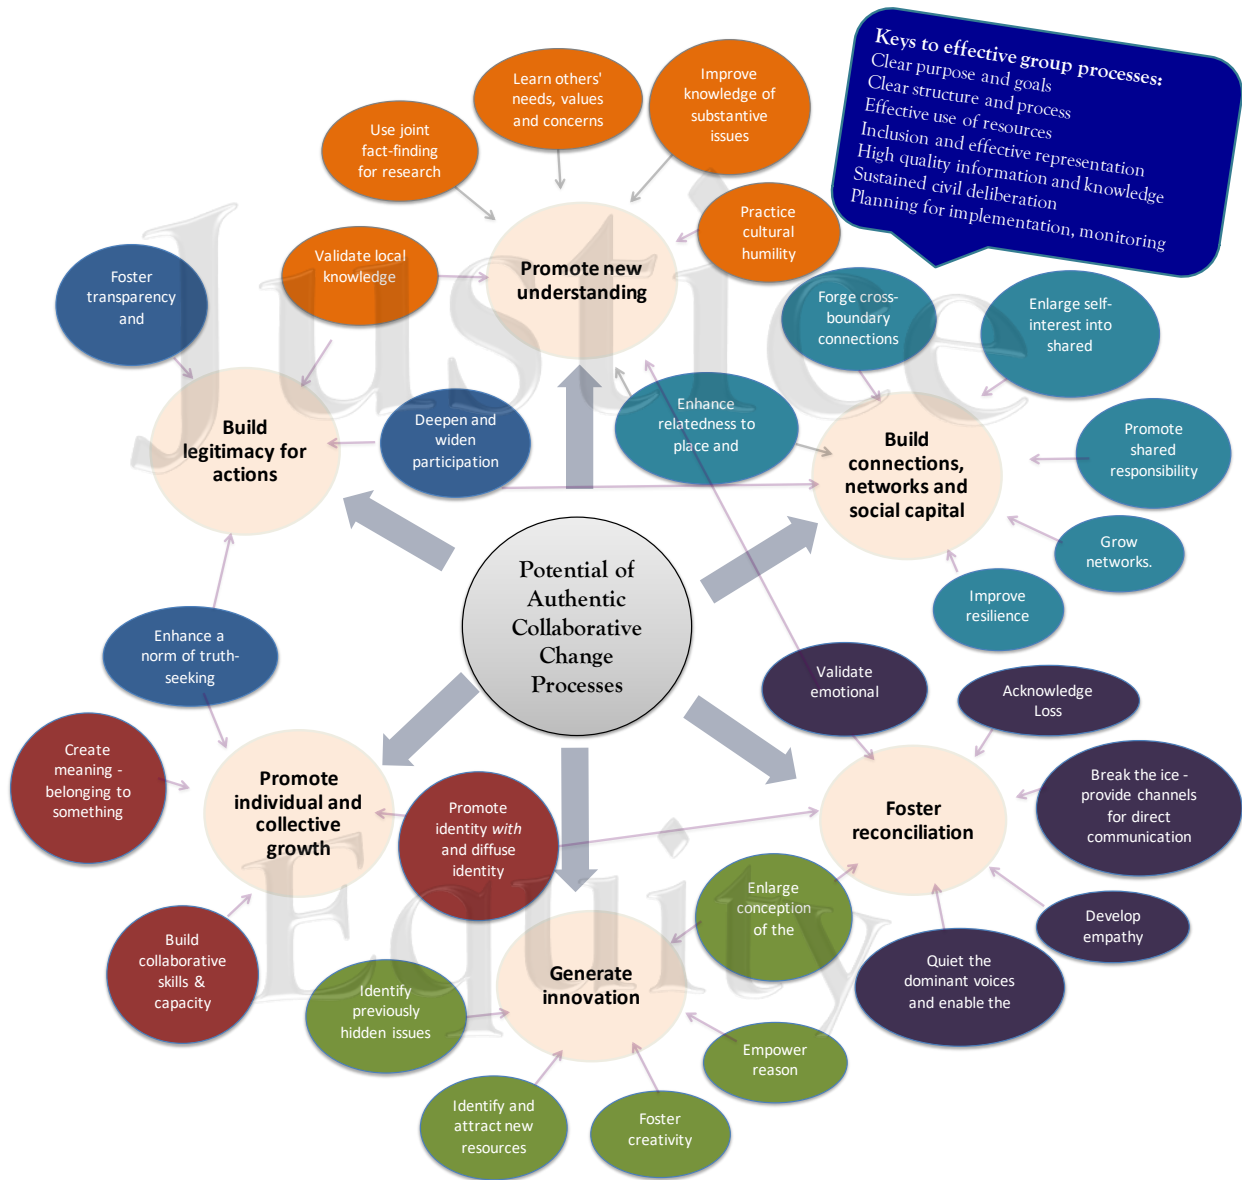 Keys to effective group processes:
Clear purpose and goals
Clear structure and process
Effective use of resources
Inclusion and effective representation
High quality information and knowledge
Sustained civil deliberation
Planning for implementation, monitoring
Learn others'
needs, values
and concerns
Improve
knowledge of
substantive
issues
Use joint
fact-finding
for research
Practice
cultural
humility
Validate local
knowledge
Promote new
understanding
Foster
transparency
and
Forge cross-
boundary
connections
Enlarge self-
interest into
shared
Justice
Build
legitimacy for
actions
Deepen and
widen
participation
Enhance
relatedness to
place and
Build
connections,
networks and
social capital
Promote
shared
responsibility
Grow
networks.
Improve
resilience
Potential of
Authentic
Collaborative
Change
Processes
Enhance a
norm of truth-
seeking
Validate
emotional
Acknowledge
Loss
Create
meaning -
belonging to
something
Promote
individual and
collective
growth
Promote
identity with
and diffuse
identity
Foster
reconciliation
Break the ice -
provide channels
for direct
communication
Build
collaborative
skills &
capacity
Equity
Enlarge
conception
of the
Develop
empathy
Quiet the
dominant voices
and enable the
Identify
previously
hidden issues
Generate
innovation
Empower
reason
Identify and
attract new
resources
Foster
creativity